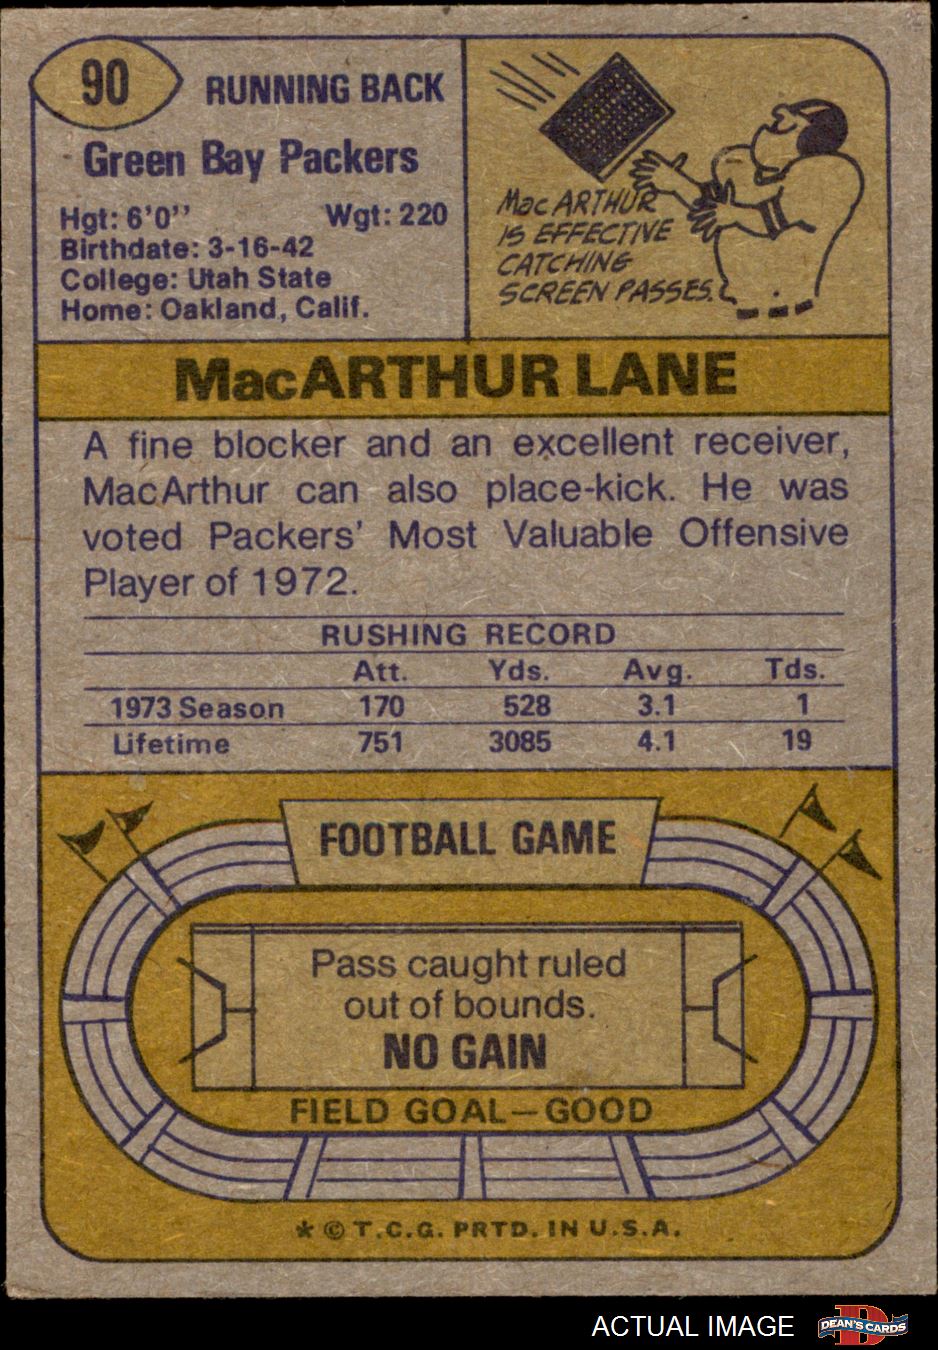 90
RUNNING BACK
Green Bay Packers
Hgt: 6'0'' Wgt: 220
Birthdate: 3-16-42
College: Utah State
Home: Oakland, Calif.
MacARTHUR
IS EFFECTIVE
CATCHING
SCREEN PASSES.
MacARTHUR LANE
A fine blocker and an excellent receiver,
MacArthur can also place-kick. He was
voted Packers' Most Valuable Offensive
Player of 1972.
RUSHING RECORD
Att. Yds. Avg. Tds.
1973 Season 170 528 3.1 1
Lifetime 751 3085 4.1 19
FOOTBALL GAME
Pass caught ruled
out of bounds.
NO GAIN
FIELD GOAL—GOOD
* © T.C.G. PRTD. IN U.S.A.
ACTUAL IMAGE
D
DEAN'S CARDS